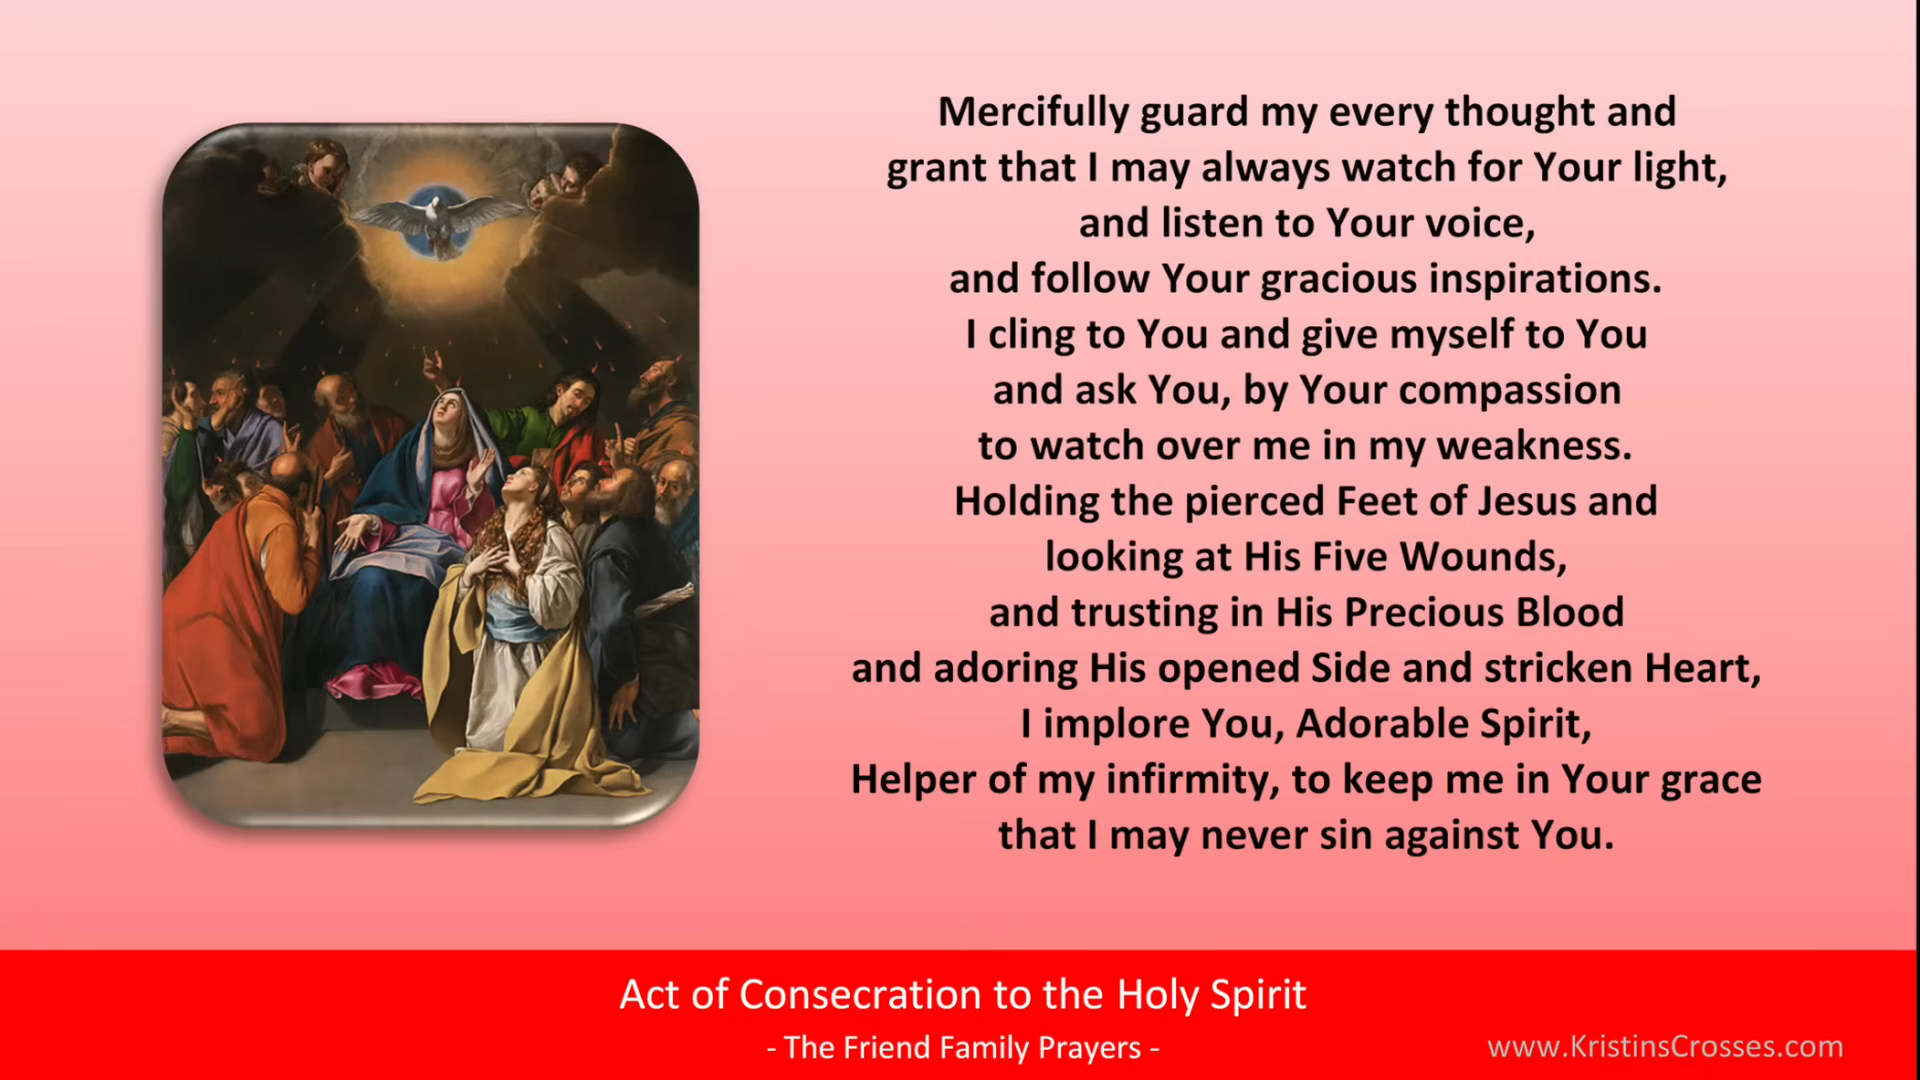 Mercifully guard my every thought and
grant that I may always watch for Your light,
and listen to Your voice,
and follow Your gracious inspirations.
I cling to You and give myself to You
and ask You, by Your compassion
to watch over me in my weakness.
Holding the pierced Feet of Jesus and
looking at His Five Wounds,
and trusting in His Precious Blood
and adoring His opened Side and stricken Heart,
I implore You, Adorable Spirit,
Helper of my infirmity, to keep me in Your grace
that I may never sin against You.
Act of Consecration to the Holy Spirit
- The Friend Family Prayers -
www.KristinsCrosses.com